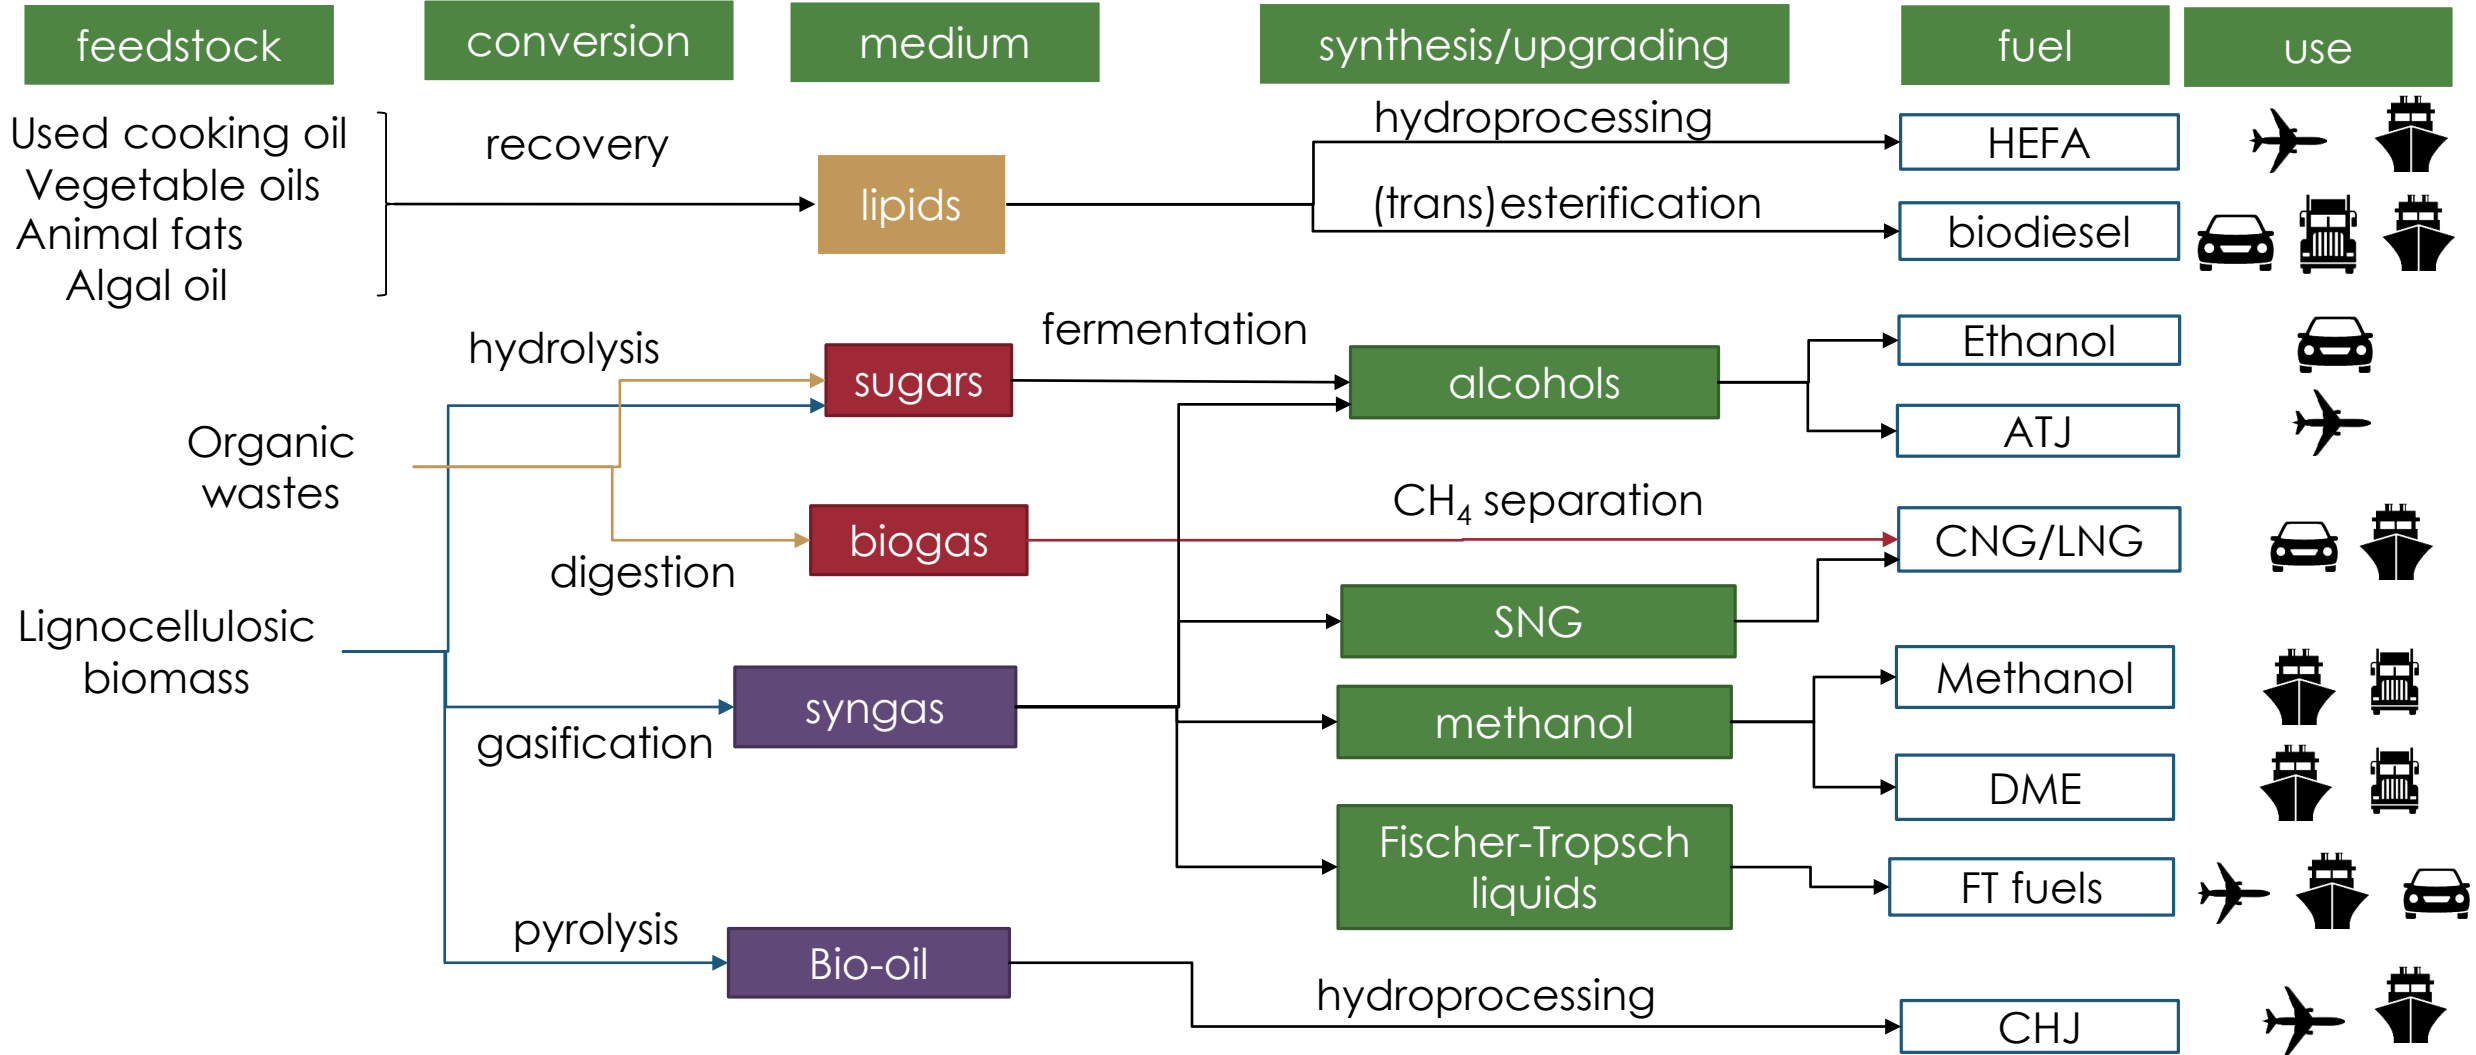 feedstock
conversion
medium
synthesis/upgrading
fuel
use
Used cooking oil
Vegetable oils
Animal fats
Algal oil
recovery
lipids
hydroprocessing
HEFA
(trans)esterification
biodiesel
hydrolysis
sugars
fermentation
alcohols
Ethanol
ATJ
Organic
wastes
digestion
biogas
CH₄ separation
CNG/LNG
SNG
Lignocellulosic
biomass
gasification
syngas
methanol
Methanol
DME
Fischer-Tropsch
liquids
FT fuels
pyrolysis
Bio-oil
hydroprocessing
CHJ